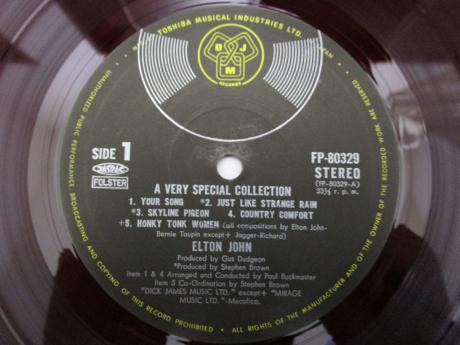 TOSHIBA MUSICAL INDUSTRIES LTD.
DJM
RECORDS
SIDE 1
FOLSTER
FP-80329
STEREO
(FP-80329-A)
33⅓ r. p. m.
A VERY SPECIAL COLLECTION
1. YOUR SONG *2. JUST LIKE STRANGE RAIN
*3. SKYLINE PIGEON 4. COUNTRY COMFORT
+5. HONKY TONK WOMEN (all compositions by Elton John-
Bernie Taupin except+ Jagger-Richard)
ELTON JOHN
Produced by Gus Dudgeon
*Produced by Stephen Brown
Item 1 & 4 Arranged and Conducted by Paul Buckmaster
Item 5 Co-Ordination by Stephen Brown
"DICK JAMES MUSIC LTD." except+ "MIRAGE
MUSIC LTD."-Mecolico.
ALL RIGHTS OF THE MANUFACTURER AND OF THE OWNER OF THE RECORDED WORK ARE RESERVED
UNAUTHORIZED PUBLIC PERFORMANCE, BROADCASTING AND COPYING OF THIS RECORD PROHIBITED